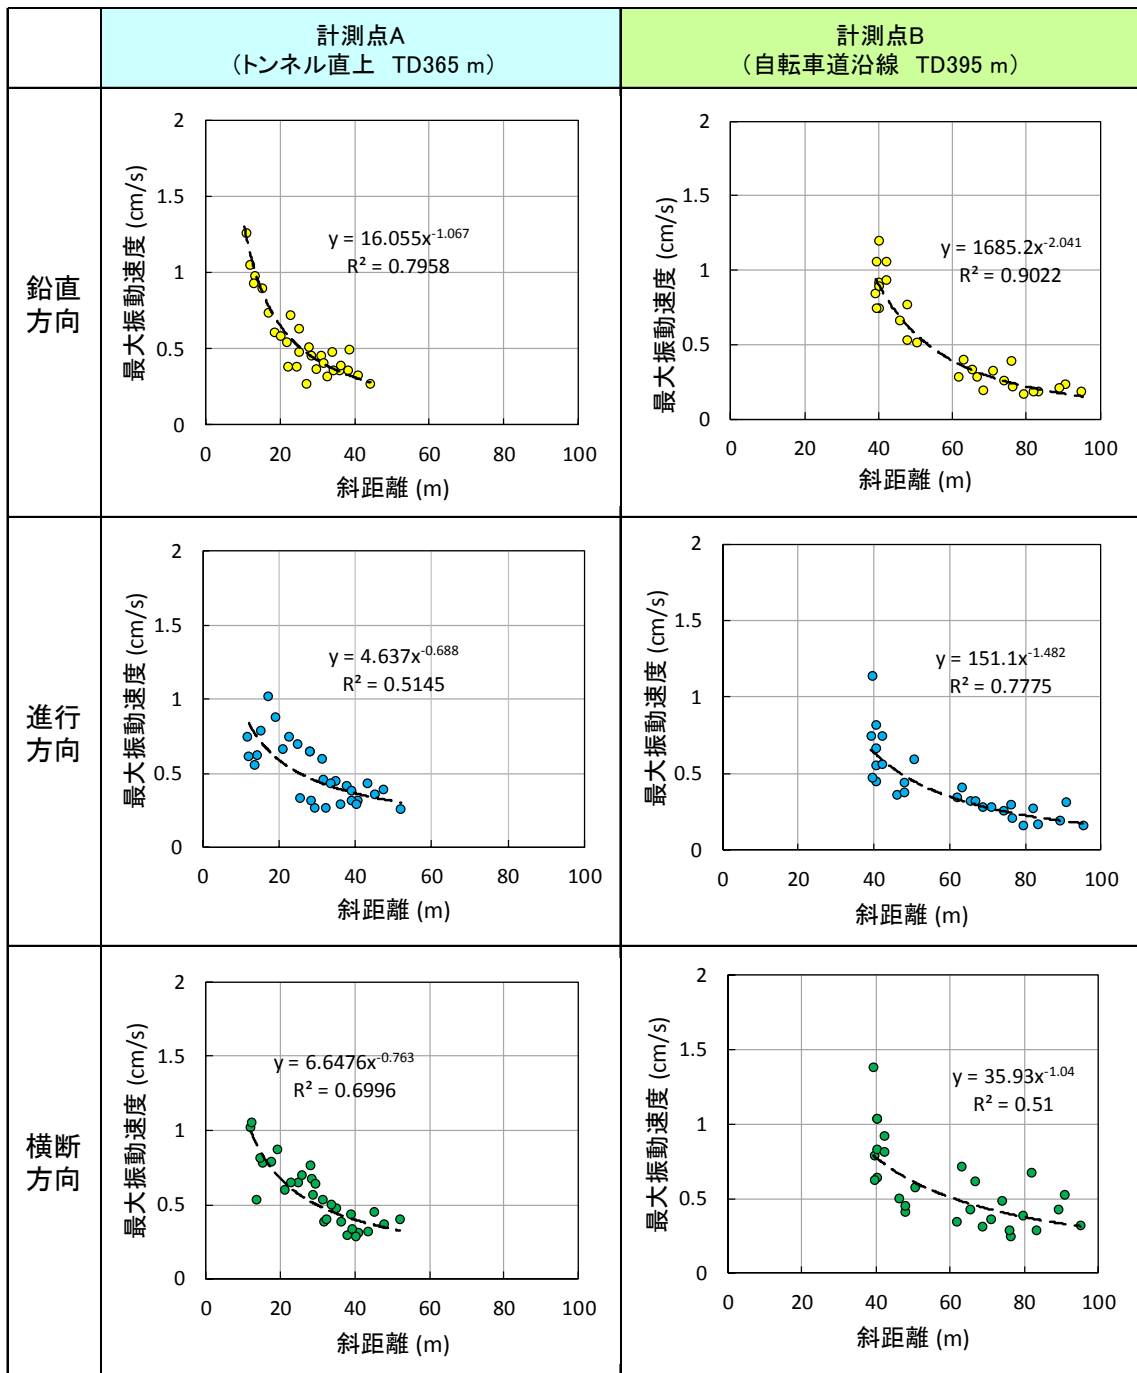 計測点A
（トンネル直上　TD365 m）
計測点B
（自転車道沿線　TD395 m）
鉛直
方向
最大振動速度 (cm/s)
2
1.5
1
0.5
0
0 20 40 60 80 100
斜距離 (m)
y = 16.055x^-1.067
R² = 0.7958
最大振動速度 (cm/s)
2
1.5
1
0.5
0
0 20 40 60 80 100
斜距離 (m)
y = 1685.2x^-2.041
R² = 0.9022
進行
方向
最大振動速度 (cm/s)
2
1.5
1
0.5
0
0 20 40 60 80 100
斜距離 (m)
y = 4.637x^-0.688
R² = 0.5145
最大振動速度 (cm/s)
2
1.5
1
0.5
0
0 20 40 60 80 100
斜距離 (m)
y = 151.1x^-1.482
R² = 0.7775
横断
方向
最大振動速度 (cm/s)
2
1.5
1
0.5
0
0 20 40 60 80 100
斜距離 (m)
y = 6.6476x^-0.763
R² = 0.6996
最大振動速度 (cm/s)
2
1.5
1
0.5
0
0 20 40 60 80 100
斜距離 (m)
y = 35.93x^-1.04
R² = 0.51